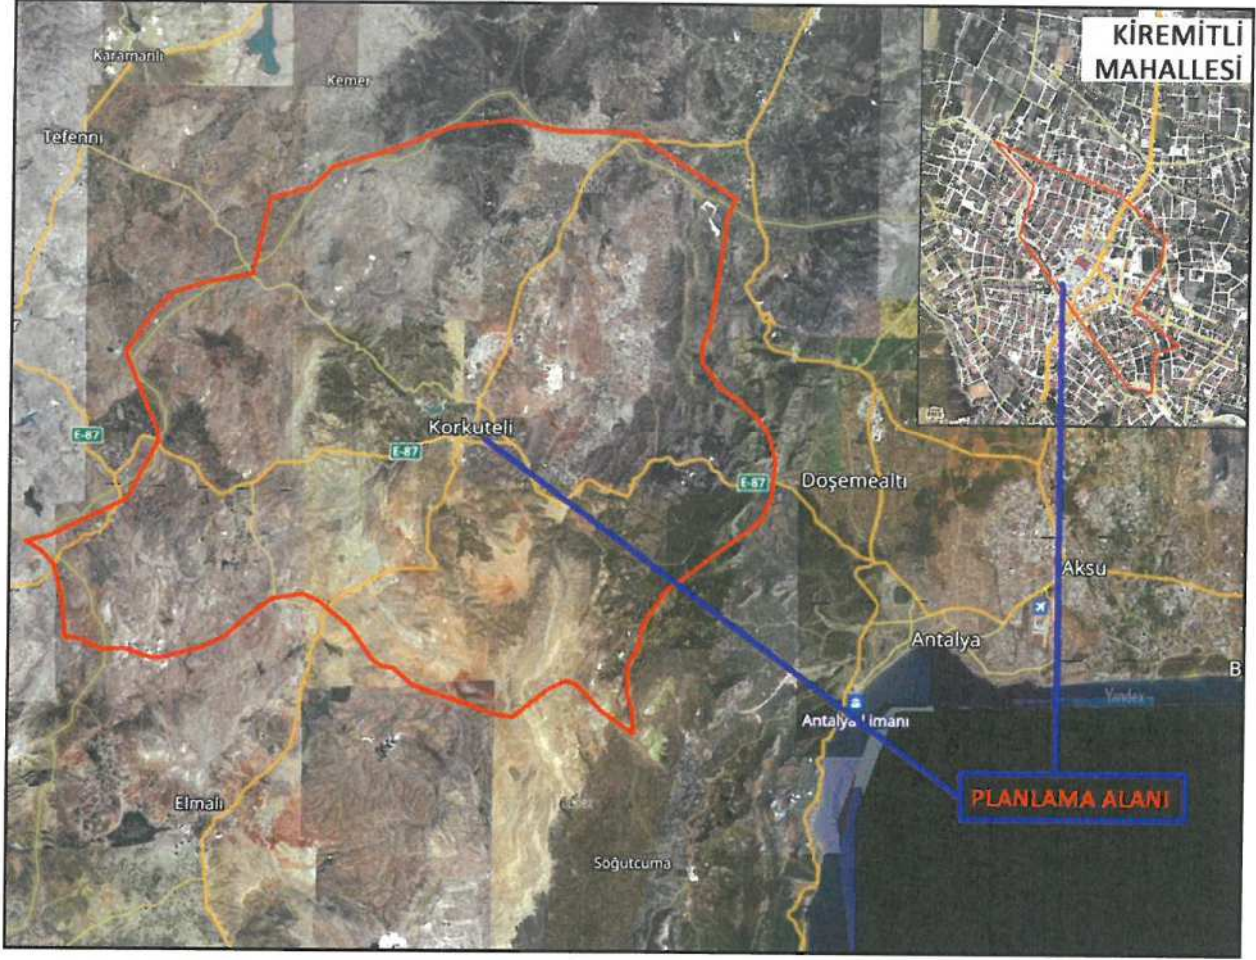 KİREMİTLİ
MAHALLESİ
Karamanlı
Kemer
Tefenni
Korkuteli
E-87
E-87
E-87
Döşemealtı
Aksu
Antalya
B
Yandex
Antalya Limanı
PLANLAMA ALANI
Elmalı
Söğütcuma